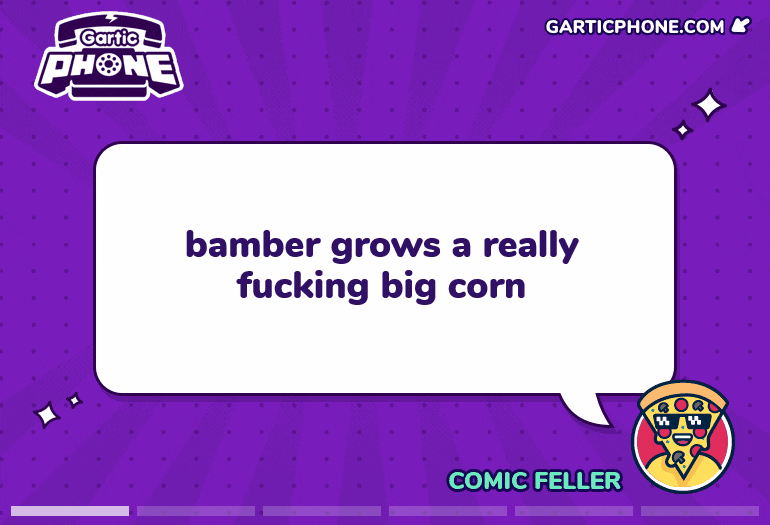 Gartic
PHONE
GARTICPHONE.COM
bamber grows a really
fucking big corn
COMIC FELLER